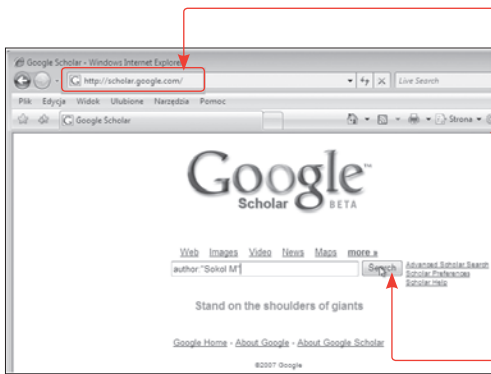 Google Scholar - Windows Internet Explorer
http://scholar.google.com/ Live Search
Plik Edycja Widok Ulubione Narzędzia Pomoc
Google Scholar Strona
Google™
Scholar BETA
Web Images Video News Maps more »
author:"Sokol M" Search Advanced Scholar Search
Scholar Preferences
Scholar Help
Stand on the shoulders of giants
Google Home - About Google - About Google Scholar
©2007 Google